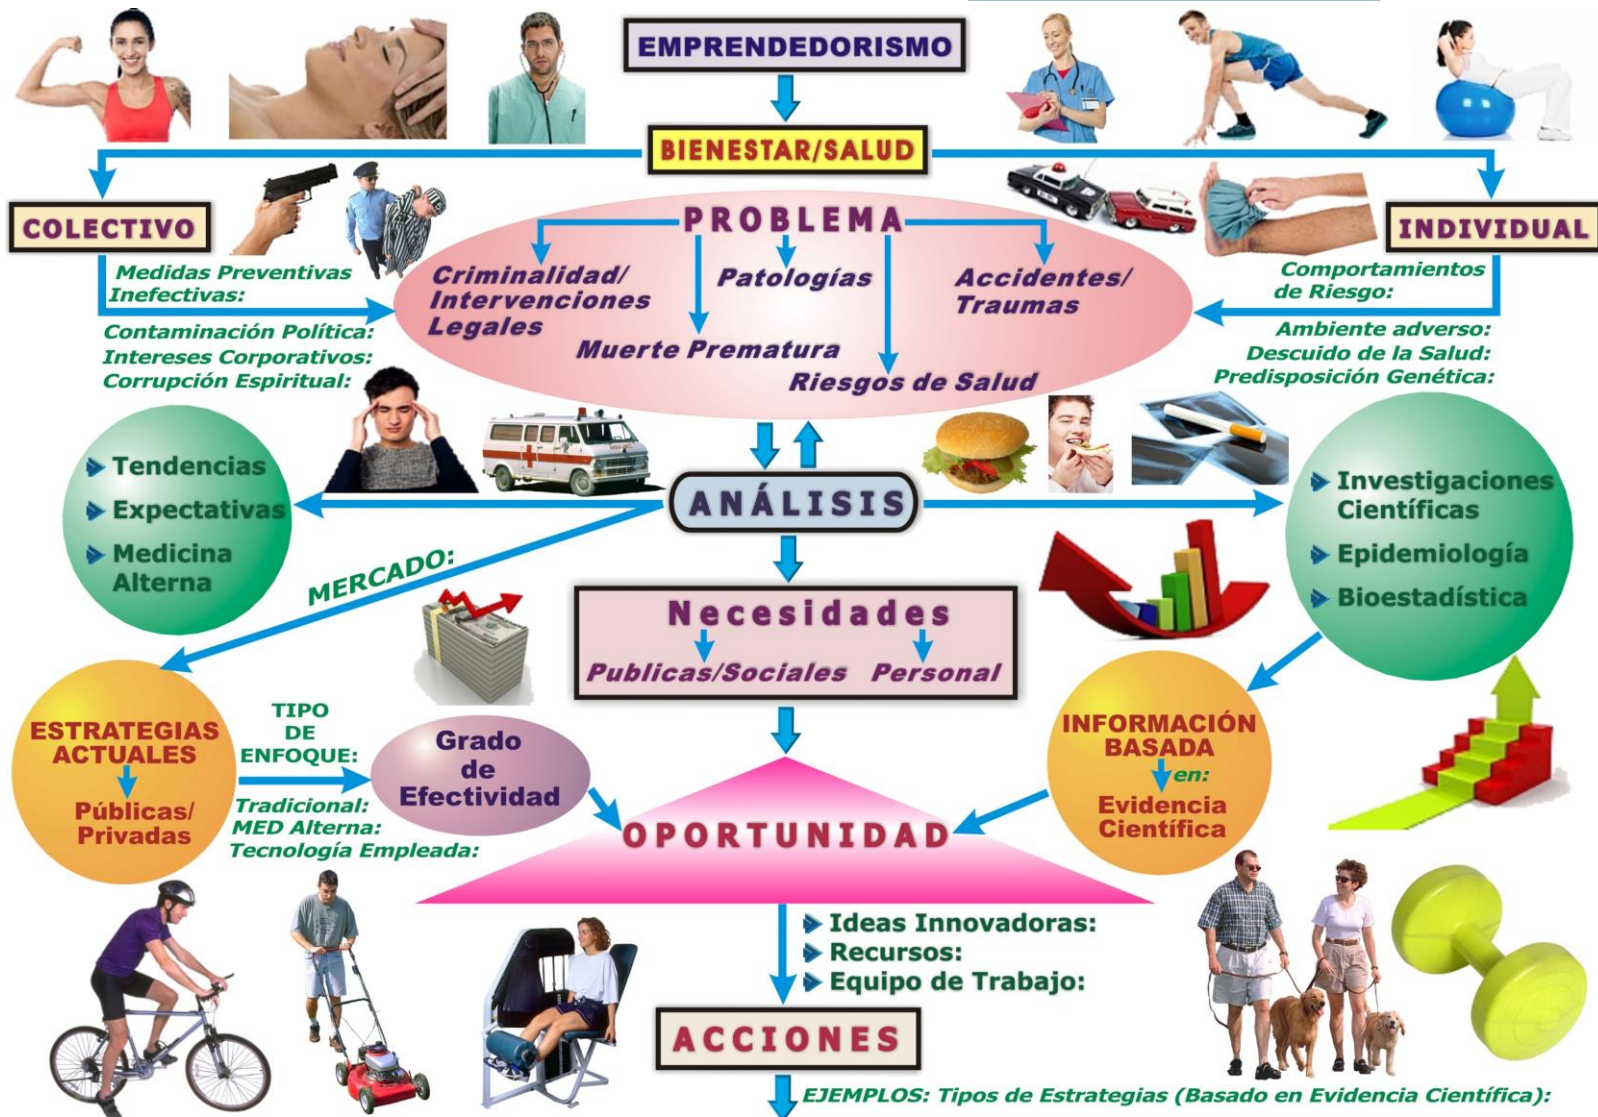 EMPRENDEDORISMO
BIENESTAR/SALUD
COLECTIVO
INDIVIDUAL
PROBLEMA
Medidas Preventivas
Inefectivas:
Contaminación Política:
Intereses Corporativos:
Corrupción Espiritual:
Criminalidad/
Intervenciones
Legales
Patologías
Accidentes/
Traumas
Muerte Prematura
Riesgos de Salud
Comportamientos
de Riesgo:
Ambiente adverso:
Descuido de la Salud:
Predisposición Genética:
Tendencias
Expectativas
Medicina
Alterna
ANÁLISIS
Investigaciones
Científicas
Epidemiología
Bioestadística
MERCADO:
Necesidades
Publicas/Sociales
Personal
ESTRATEGIAS
ACTUALES
Públicas/
Privadas
TIPO
DE
ENFOQUE:
Tradicional:
MED Alterna:
Tecnología Empleada:
Grado
de
Efectividad
OPORTUNIDAD
INFORMACIÓN
BASADA
en:
Evidencia
Científica
Ideas Innovadoras:
Recursos:
Equipo de Trabajo:
ACCIONES
EJEMPLOS: Tipos de Estrategias (Basado en Evidencia Científica):